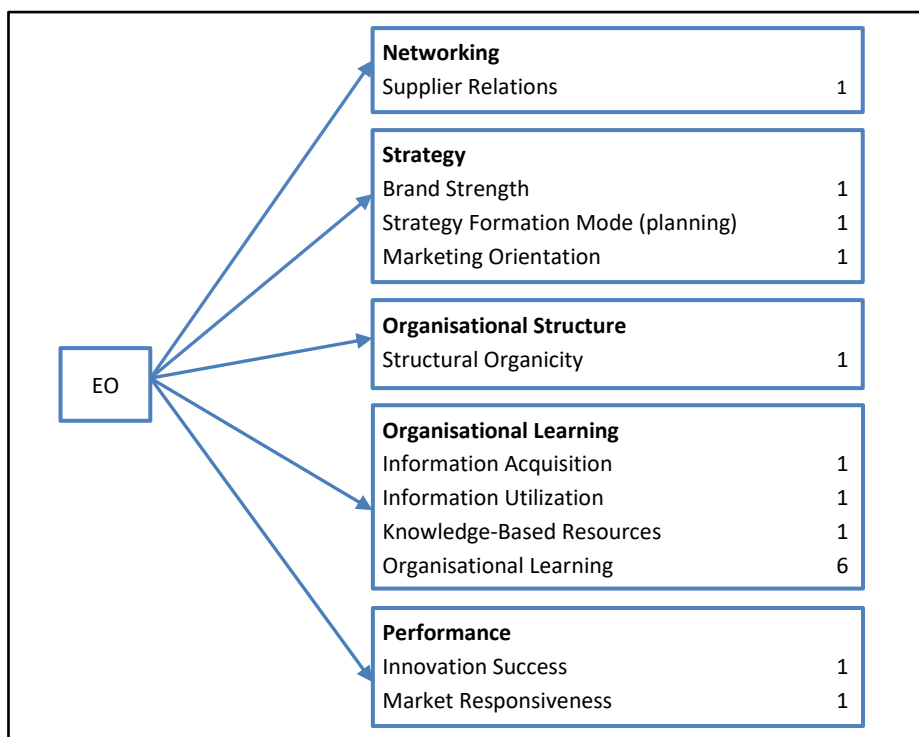 Networking
Supplier Relations 1
Strategy
Brand Strength 1
Strategy Formation Mode (planning) 1
Marketing Orientation 1
Organisational Structure
Structural Organicity 1
EO
Organisational Learning
Information Acquisition 1
Information Utilization 1
Knowledge-Based Resources 1
Organisational Learning 6
Performance
Innovation Success 1
Market Responsiveness 1